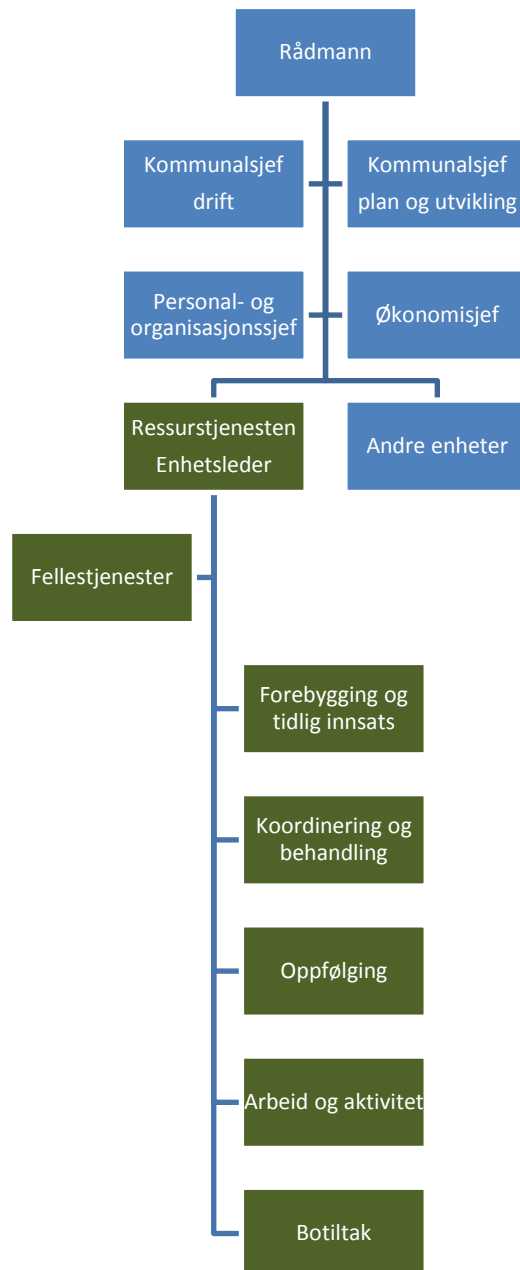 Rådmann
Kommunalsjef
drift
Kommunalsjef
plan og utvikling
Personal- og
organisasjonssjef
Økonomisjef
Ressurstjenesten
Enhetsleder
Andre enheter
Fellestjenester
Forebygging og
tidlig innsats
Koordinering og
behandling
Oppfølging
Arbeid og aktivitet
Botiltak